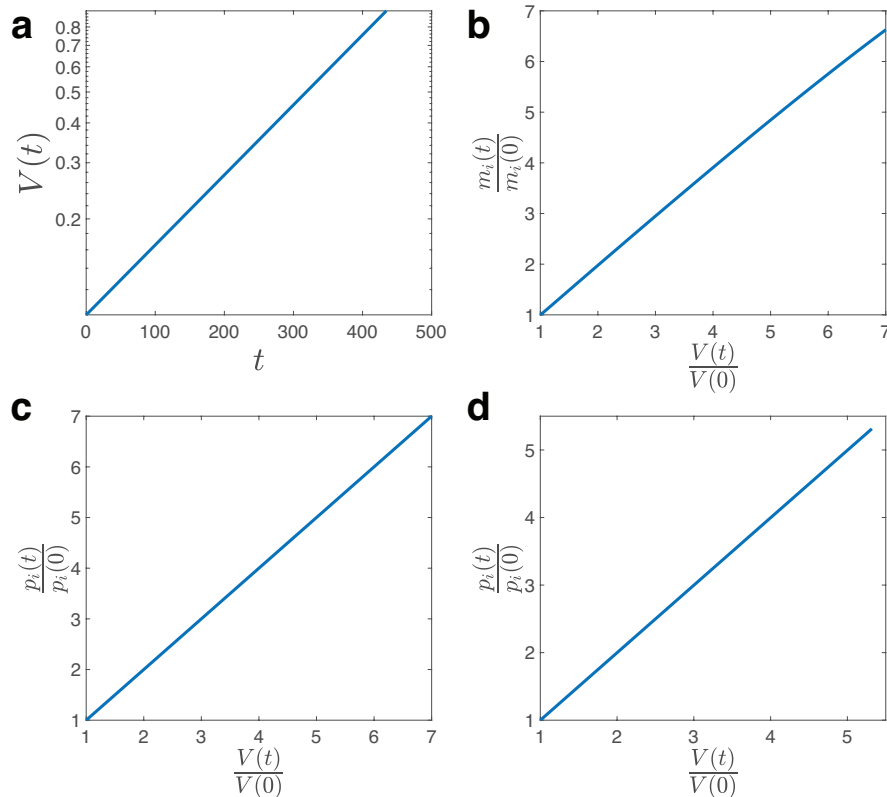 a
0.8
0.7
0.6
0.5
0.4
0.3
0.2
V(t)
0 100 200 300 400 500
t
b
7
6
5
4
3
2
1
m_i(t)
m_i(0)
1 2 3 4 5 6 7
V(t)
V(0)
c
7
6
5
4
3
2
1
p_i(t)
p_i(0)
1 2 3 4 5 6 7
V(t)
V(0)
d
5
4
3
2
1
p_i(t)
p_i(0)
1 2 3 4 5
V(t)
V(0)